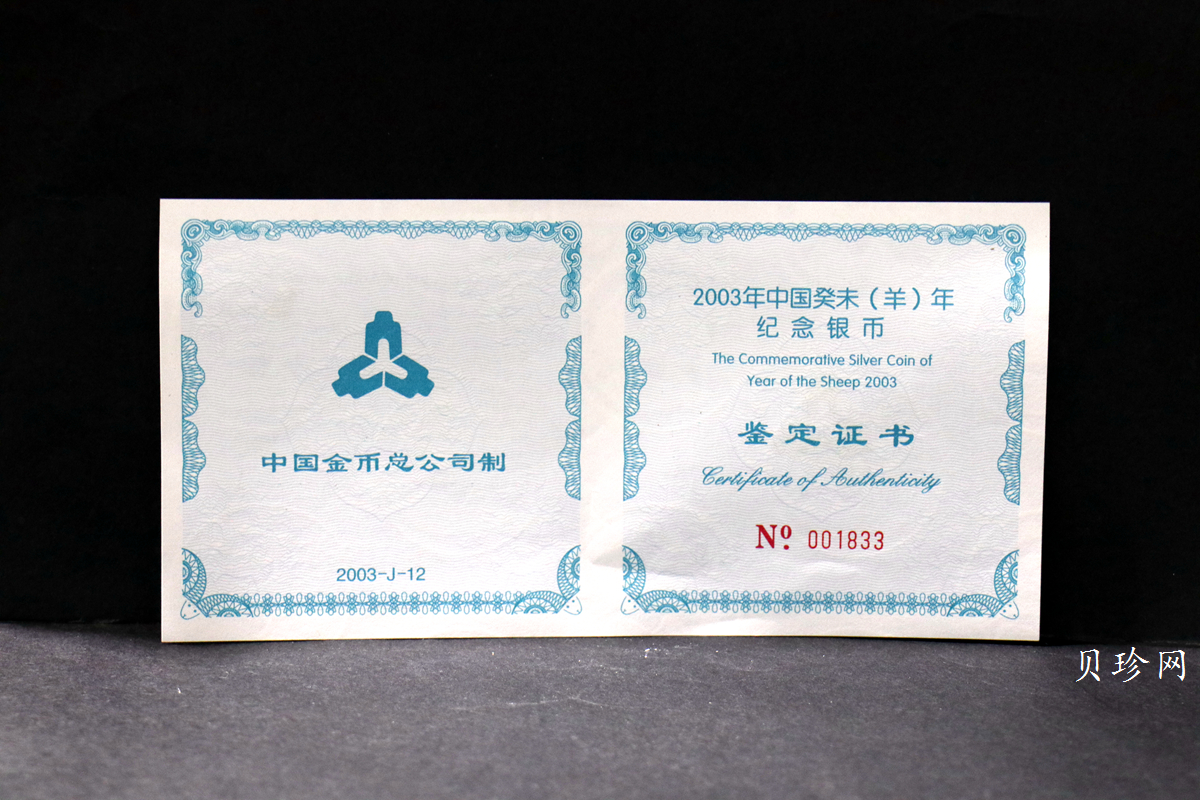 中国金币总公司制
2003-J-12
2003年中国癸未（羊）年
纪念银币
The Commemorative Silver Coin of
Year of the Sheep 2003
鉴定证书
Certificate of Authenticity
Nº. 001833
贝珍网